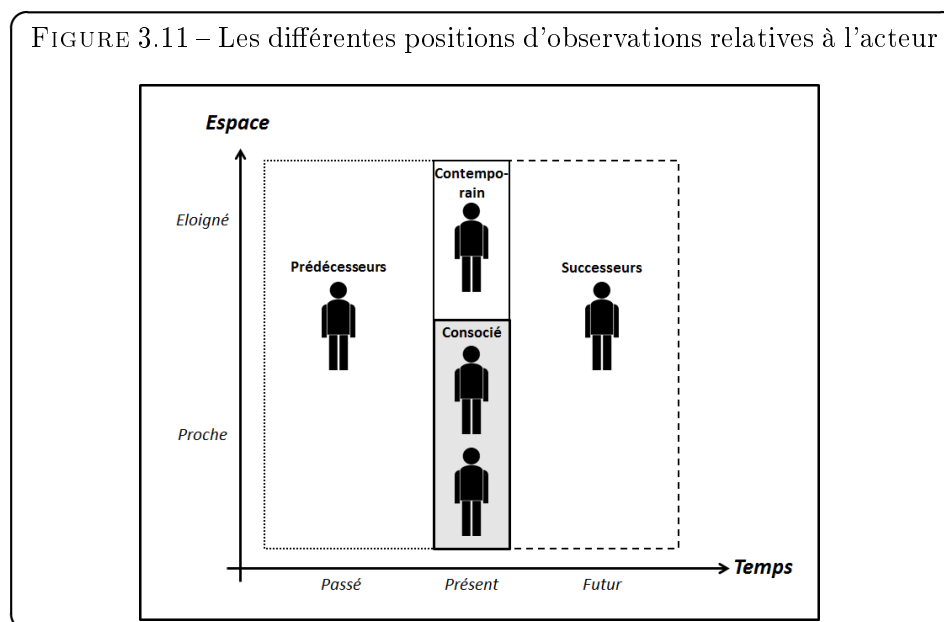 FIGURE 3.11 – Les différentes positions d'observations relatives à l'acteur
Espace
Contempo-
rain
Eloigné
Prédécesseurs
Successeurs
Consocié
Proche
Temps
Passé
Présent
Futur